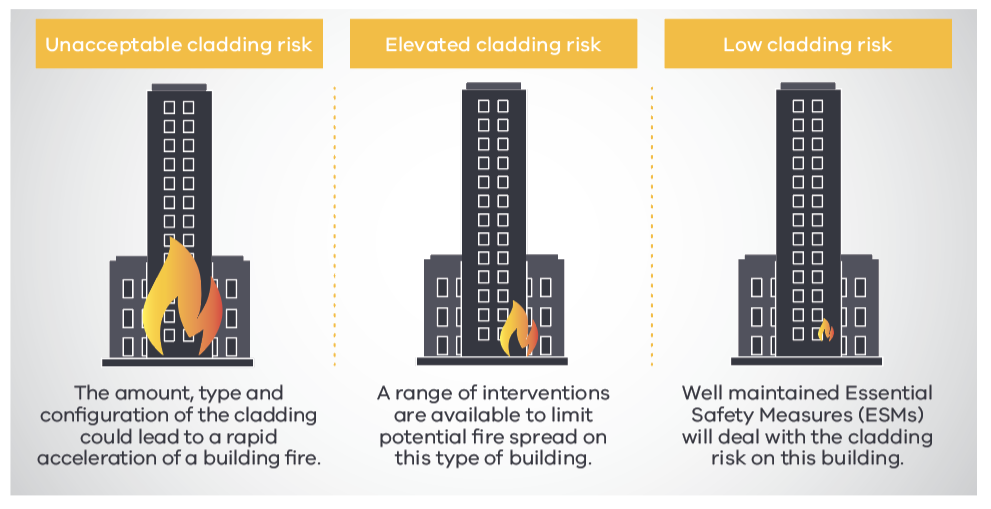 Unacceptable cladding risk
Elevated cladding risk
Low cladding risk
The amount, type and
configuration of the cladding
could lead to a rapid
acceleration of a building fire.
A range of interventions
are available to limit
potential fire spread on
this type of building.
Well maintained Essential
Safety Measures (ESMs)
will deal with the cladding
risk on this building.